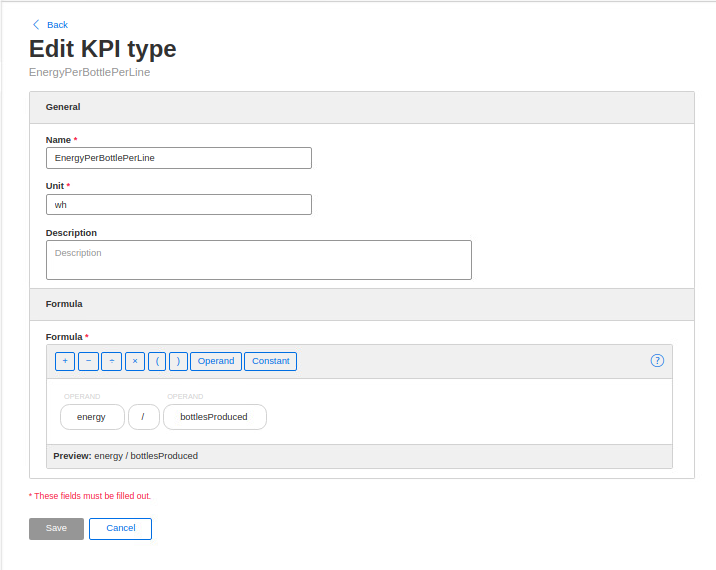 Back
Edit KPI type
EnergyPerBottlePerLine
General
Name *
EnergyPerBottlePerLine
Unit *
wh
Description
Description
Formula
Formula *
+ − ÷ × ( ) Operand Constant ?
OPERAND OPERAND
energy / bottlesProduced
Preview: energy / bottlesProduced
* These fields must be filled out.
Save Cancel